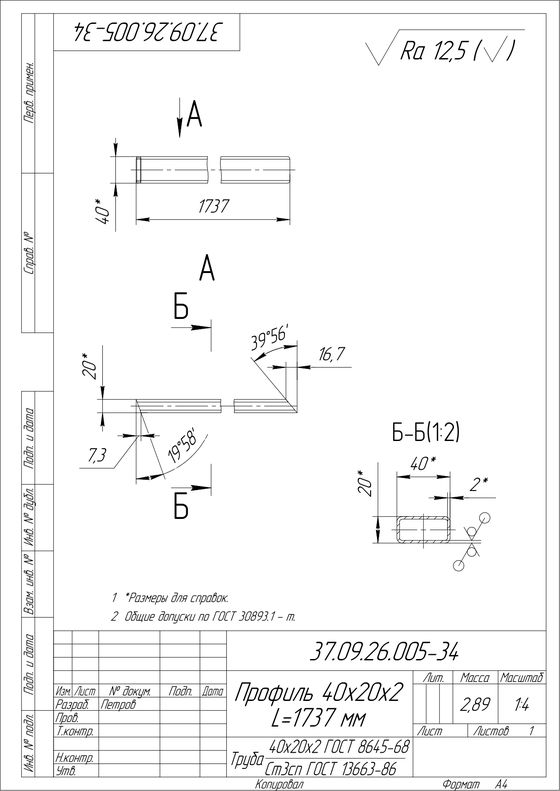 37.09.26.005-34
Ra 12,5 (√)
Перв. примен.
Справ. №
Подп. и дата
Инв. № дубл.
Взам. инв. №
Подп. и дата
Инв. № подл.
А
40*
1737
А
Б
39°56'
16,7
20*
7,3
19°58'
Б
Б-Б(1:2)
40*
20*
2*
1 *Размеры для справок.
2 Общие допуски по ГОСТ 30893.1 - m.
37.09.26.005-34
Изм. Лист № докум. Подп. Дата
Разраб. Петров
Пров.
Т.контр.
Н.контр.
Утв.
Профиль 40х20х2
L=1737 мм
Лит. Масса Масштаб
2,89 1:4
Лист Листов 1
Труба 40х20х2 ГОСТ 8645-68
Ст3сп ГОСТ 13663-86
Копировал Формат А4